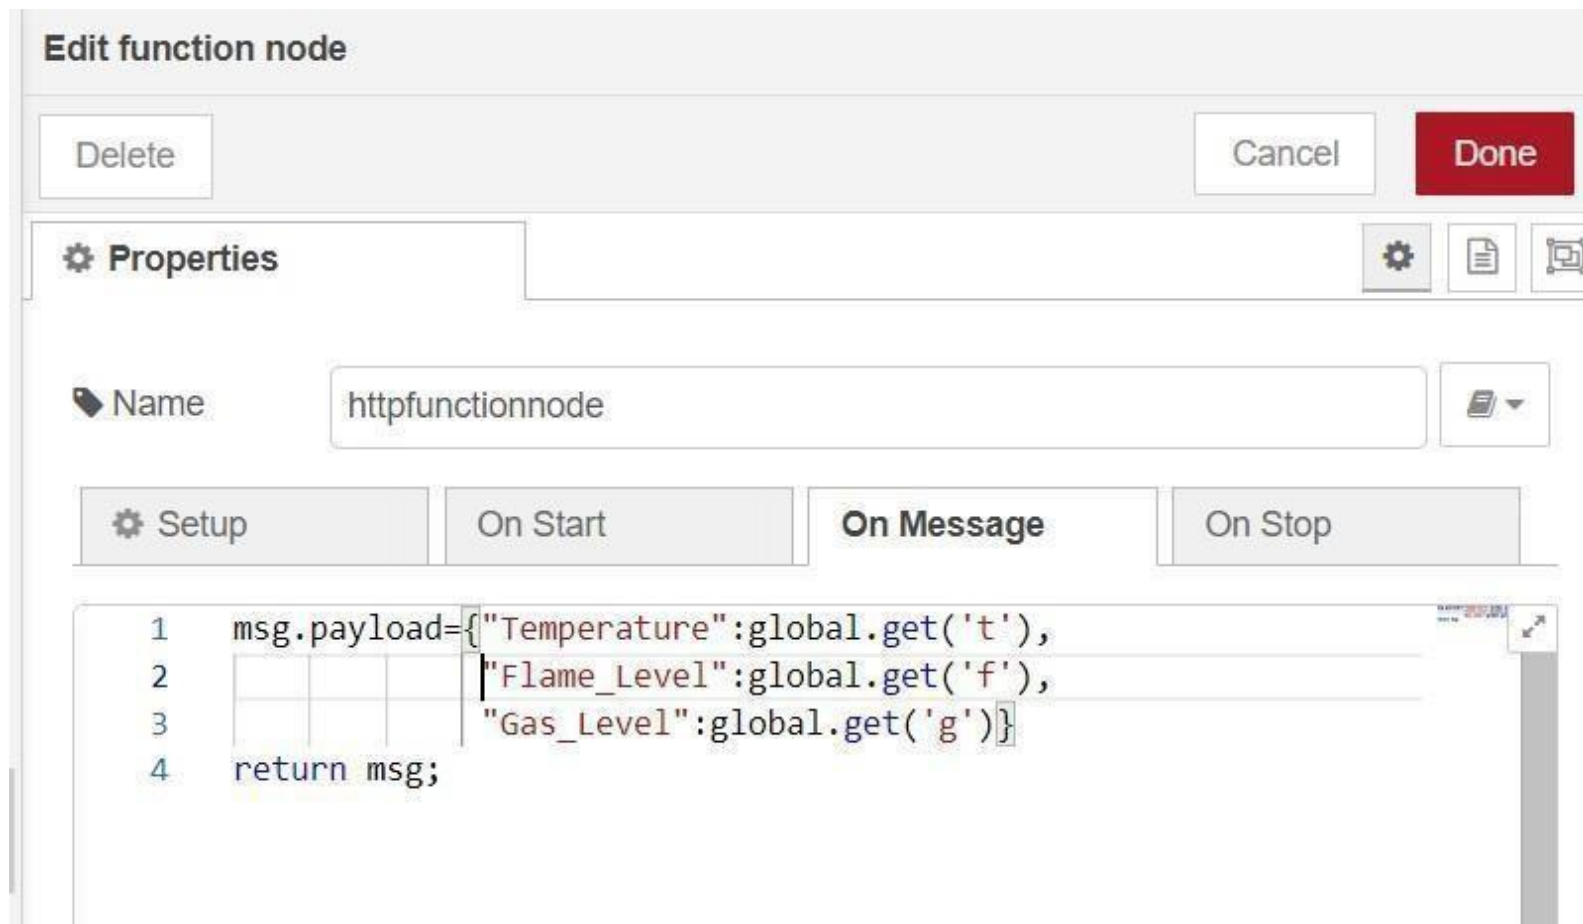 Edit function node
Delete Cancel Done
Properties
Name httpfunctionnode
Setup On Start On Message On Stop
1 msg.payload={"Temperature":global.get('t'),
2 "Flame_Level":global.get('f'),
3 "Gas_Level":global.get('g')}
4 return msg;